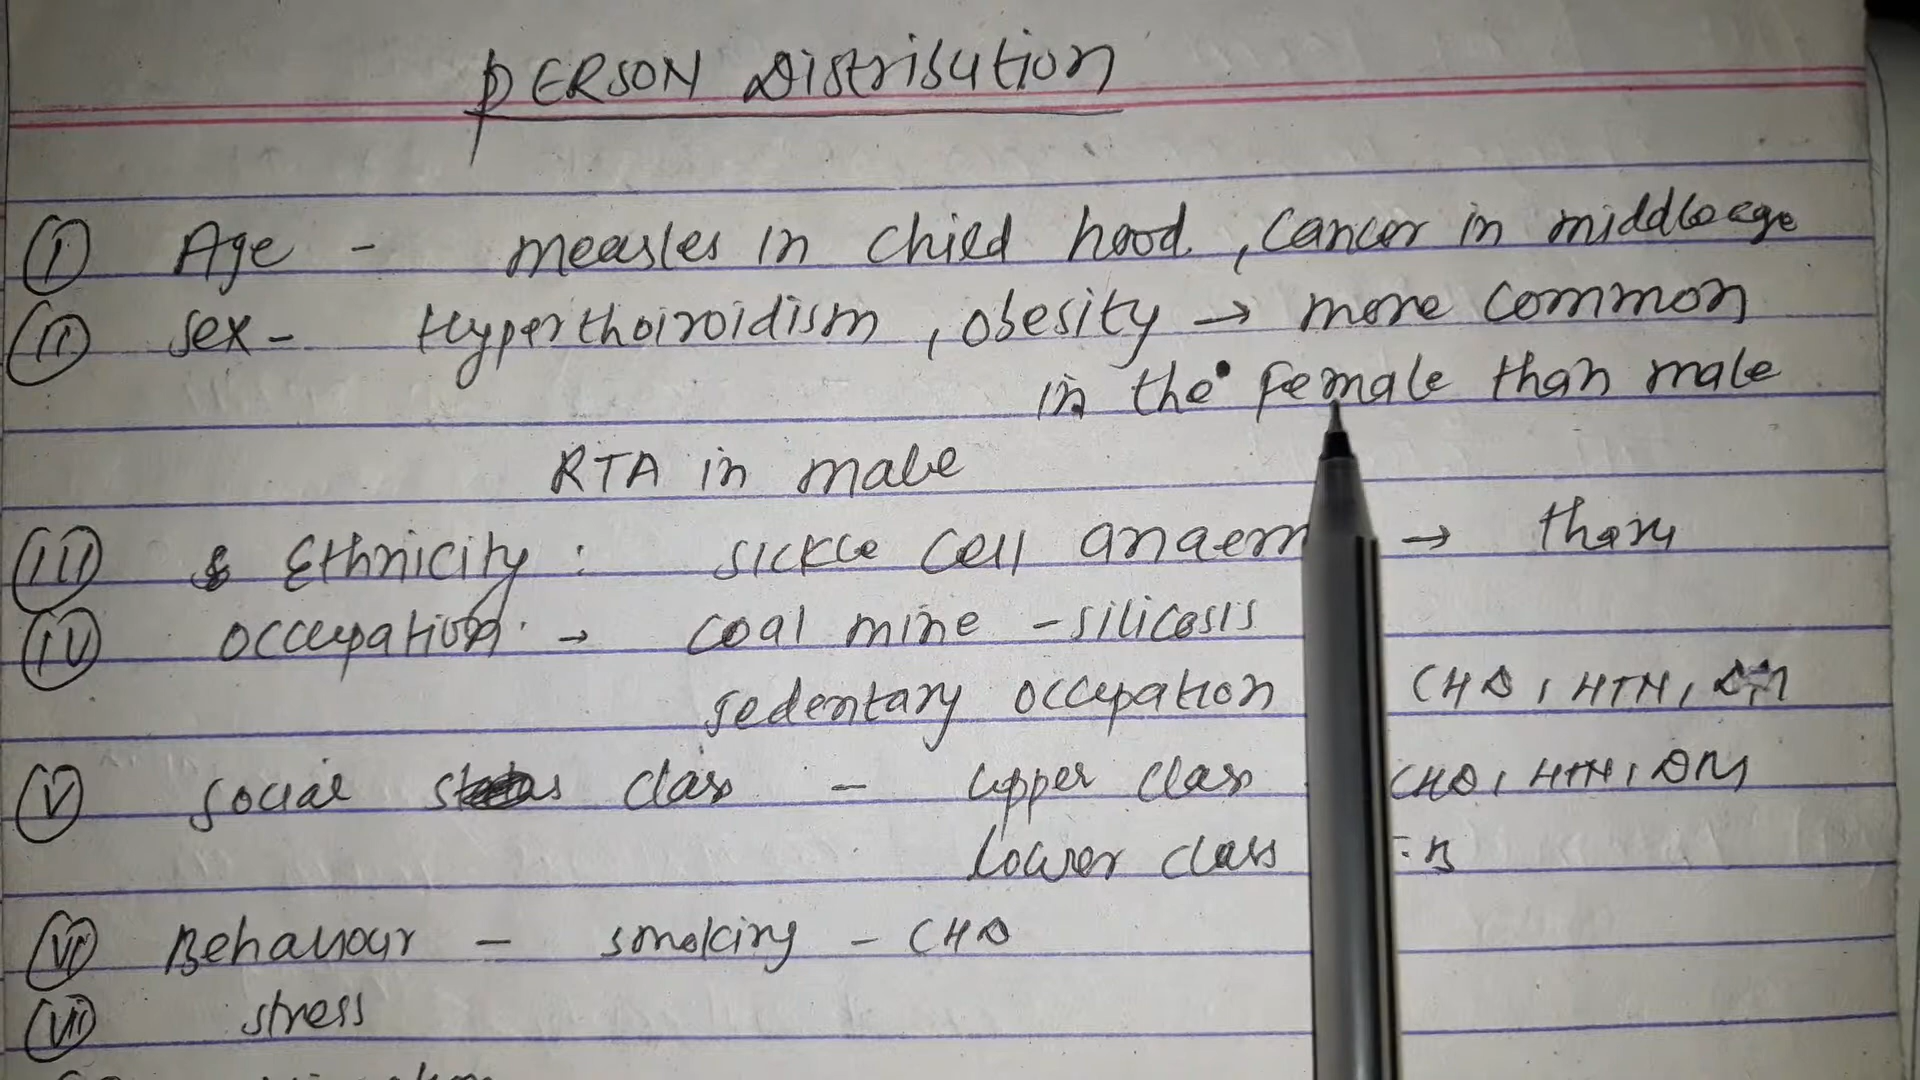 PERSON Distribution
(I) Age - measles in child hood, Cancer in middle age
(II) Sex - Hyperthoiroidism, obesity → more common
in the Female than male
RTA in male
(III) Ethnicity : sickle cell anaem → tharu
(IV) occupation → coal mine - silicosis
sedentary occupation CHD, HTN, DM
(V) social class - upper class CHD, HTN, DM
lower class
(VI) Behaviour - smoking - CHD
(VII) stress